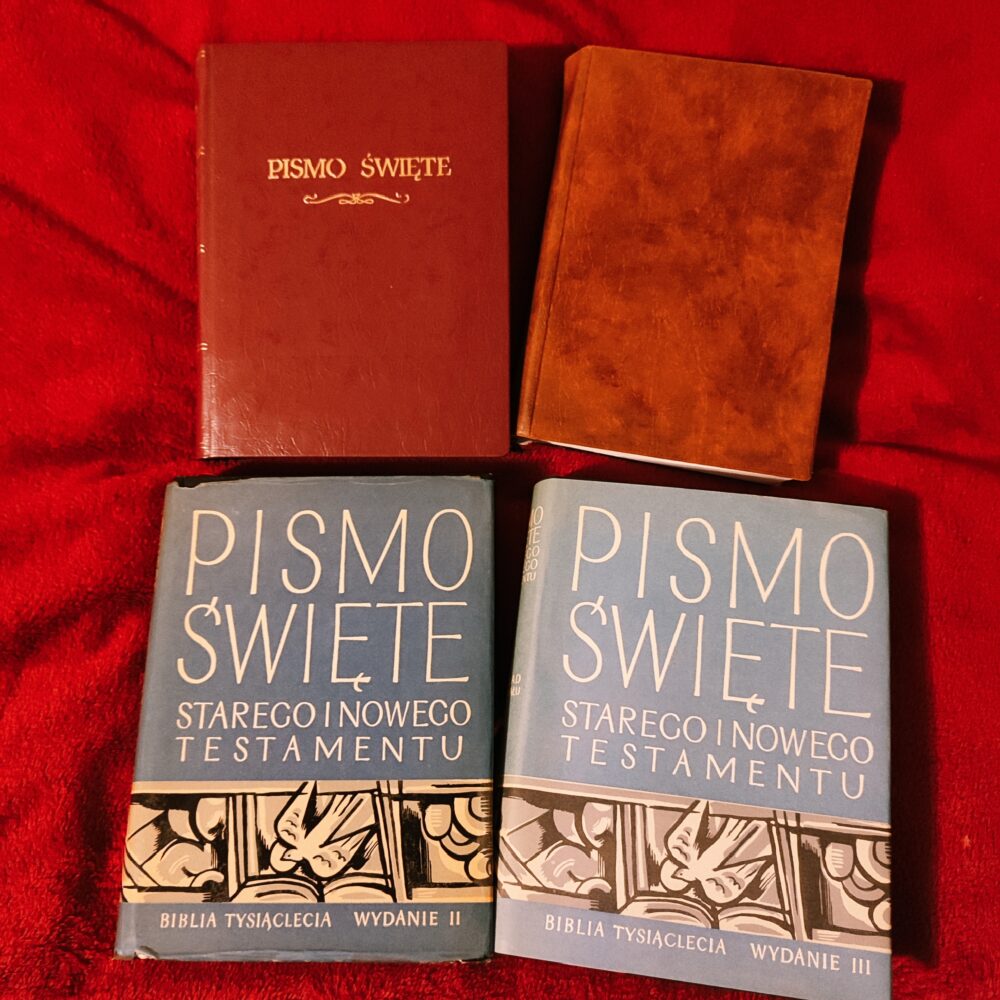 PISMO ŚWIĘTE
PISMO
ŚWIĘTE
STAREGO I NOWEGO
TESTAMENTU
BIBLIA TYSIĄCLECIA WYDANIE II
PISMO
ŚWIĘTE
STAREGO I NOWEGO
TESTAMENTU
BIBLIA TYSIĄCLECIA WYDANIE III